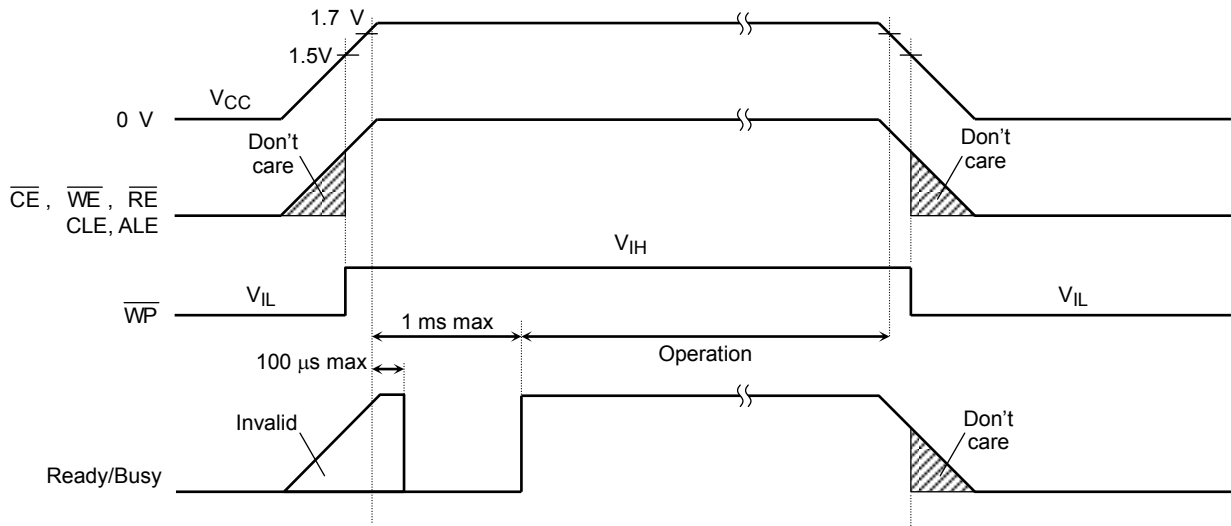 1.7 V
1.5V
VCC
0 V
Don't
care
Don't
care
CE , WE , RE
CLE, ALE
VIH
VIL
VIL
WP
1 ms max
Operation
100 μs max
Invalid
Don't
care
Ready/Busy